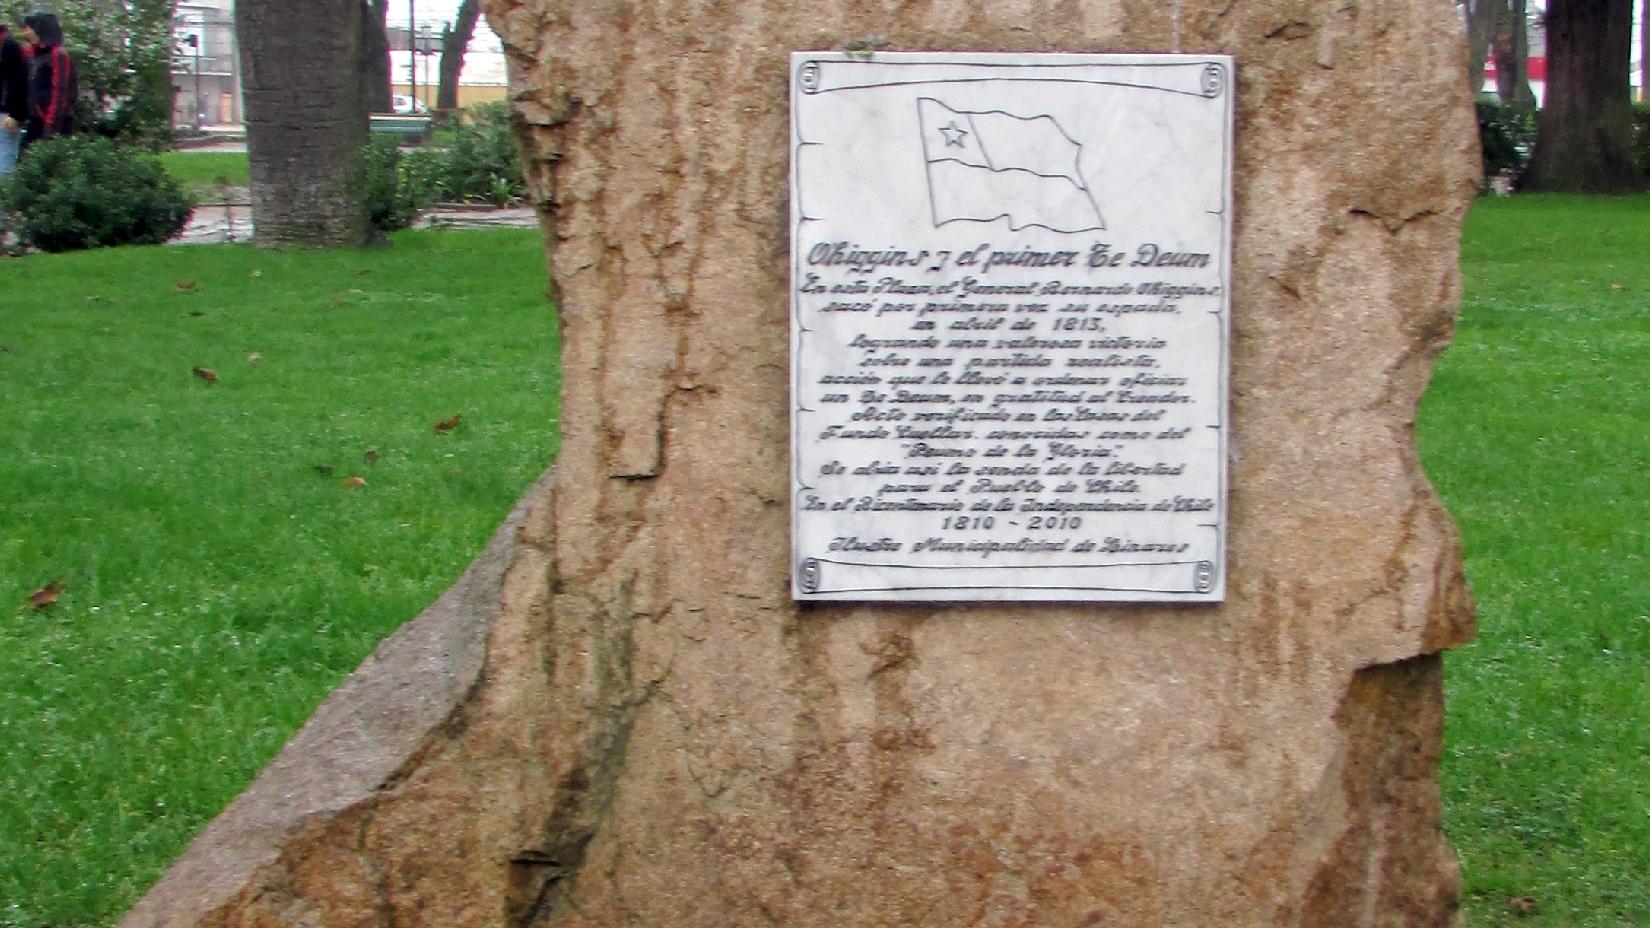 Ohiggins y el primer Te Deum
En esta Plaza, el General Bernardo Ohiggins,
sacó por primera vez su espada,
en abril de 1813,
logrando una valerosa victoria
sobre una partida realista,
acción que lo llevó a ordenar oficiar
un Te Deum, en gratitud al Creador.
Acto verificado en las Casas del
Fundo Cuellar, conocidas como del
"Peumo de la Gloria".
Se abría así la senda de la libertad
para el Pueblo de Chile.
En el Bicentenario de la Independencia de Chile
1810 - 2010
Ilustre Municipalidad de Linares